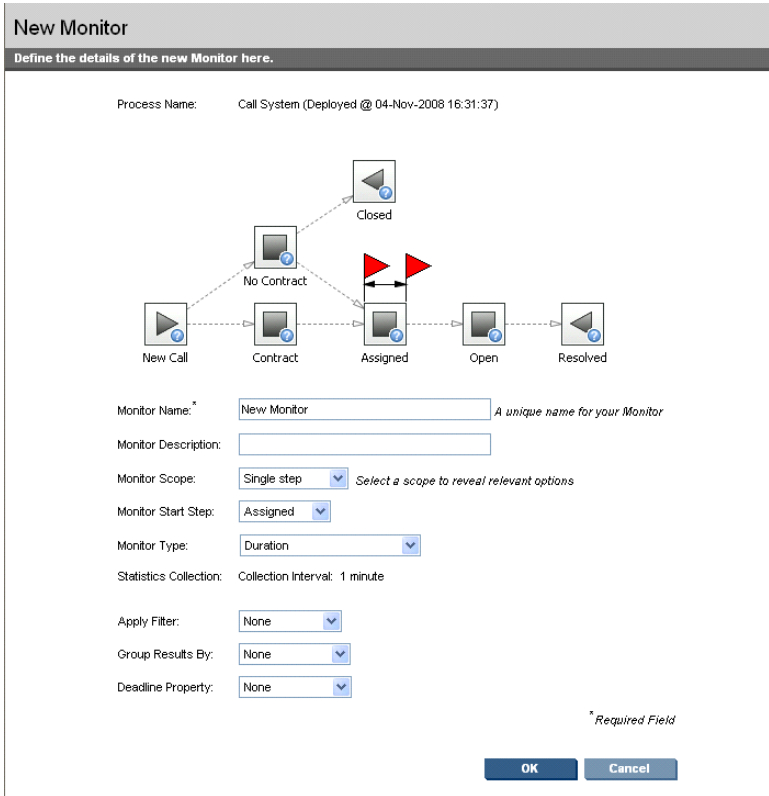 New Monitor
Define the details of the new Monitor here.
Process Name: Call System (Deployed @ 04-Nov-2008 16:31:37)
Closed
No Contract
New Call Contract Assigned Open Resolved
Monitor Name:* New Monitor A unique name for your Monitor
Monitor Description:
Monitor Scope: Single step Select a scope to reveal relevant options
Monitor Start Step: Assigned
Monitor Type: Duration
Statistics Collection: Collection Interval: 1 minute
Apply Filter: None
Group Results By: None
Deadline Property: None
*Required Field
OK Cancel